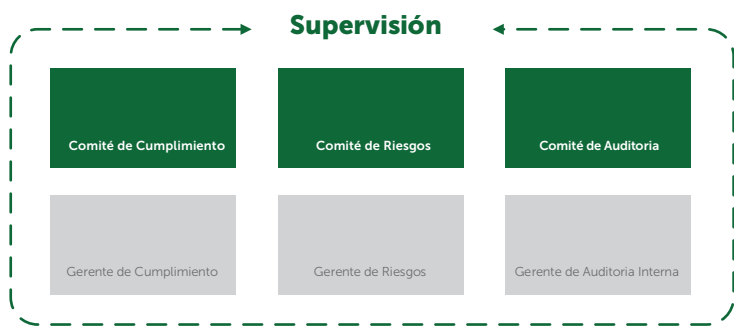 Supervisión
Comité de Cumplimiento
Comité de Riesgos
Comité de Auditoria
Gerente de Cumplimiento
Gerente de Riesgos
Gerente de Auditoria Interna